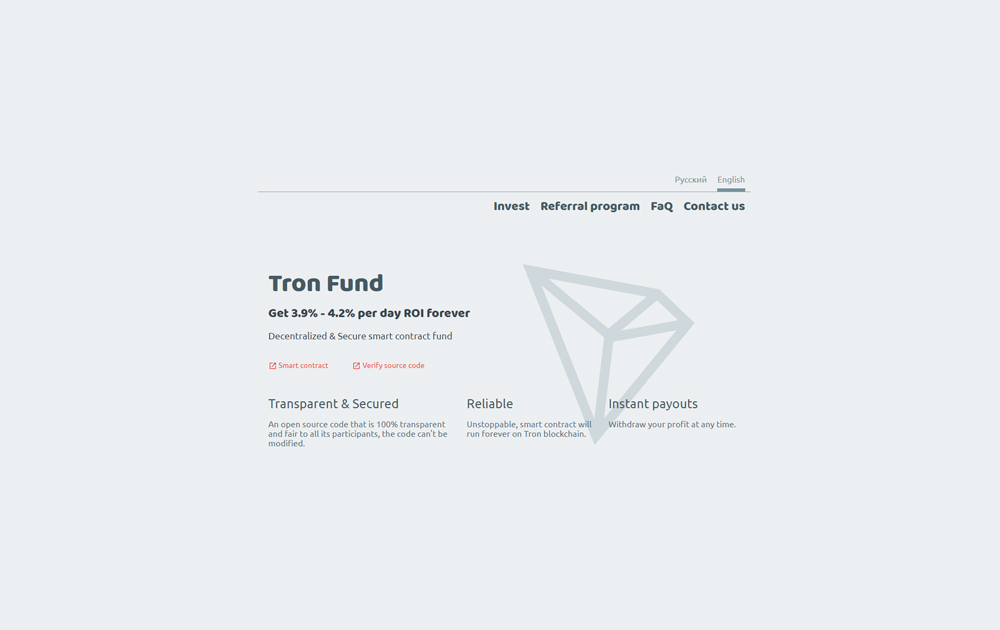 Русский English
Invest Referral program FaQ Contact us
Tron Fund
Get 3.9% - 4.2% per day ROI forever
Decentralized & Secure smart contract fund
Smart contract Verify source code
Transparent & Secured
An open source code that is 100% transparent
and fair to all its participants, the code can't be
modified.
Reliable
Unstoppable, smart contract will
run forever on Tron blockchain.
Instant payouts
Withdraw your profit at any time.